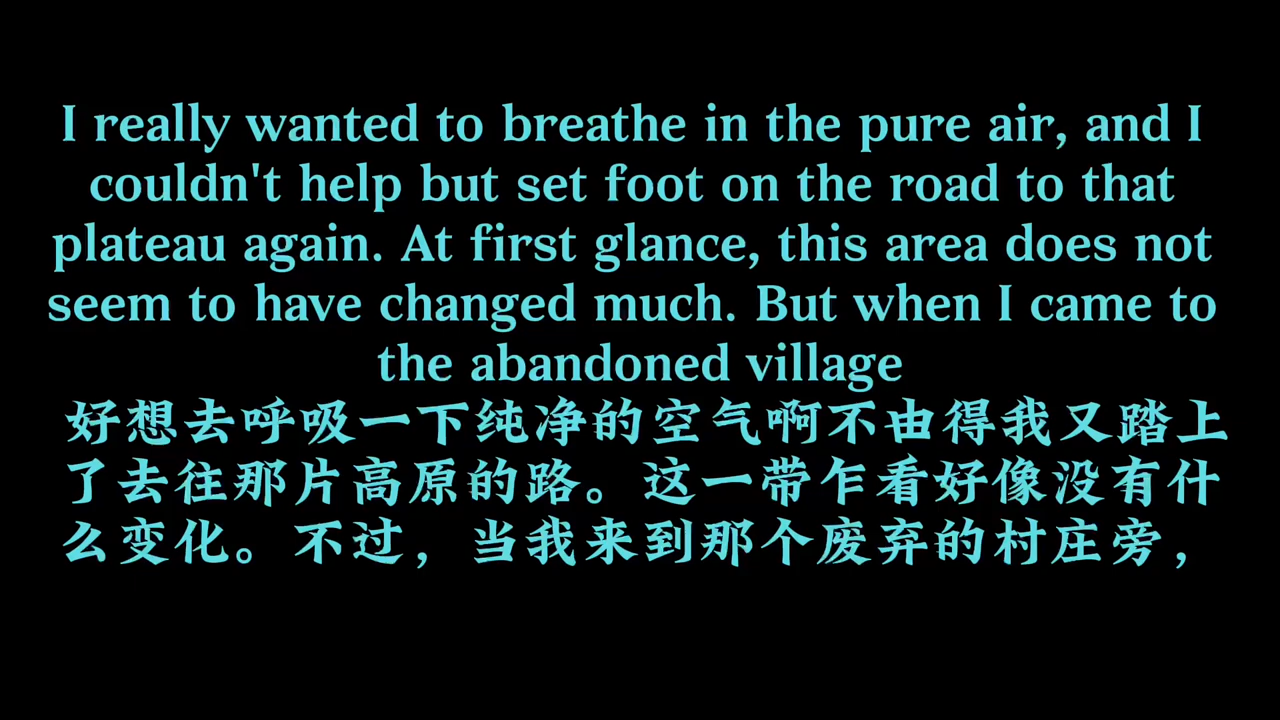 I really wanted to breathe in the pure air, and I
couldn't help but set foot on the road to that
plateau again. At first glance, this area does not
seem to have changed much. But when I came to
the abandoned village
好想去呼吸一下纯净的空气啊不由得我又踏上
了去往那片高原的路。这一带乍看好像没有什
么变化。不过，当我来到那个废弃的村庄旁，